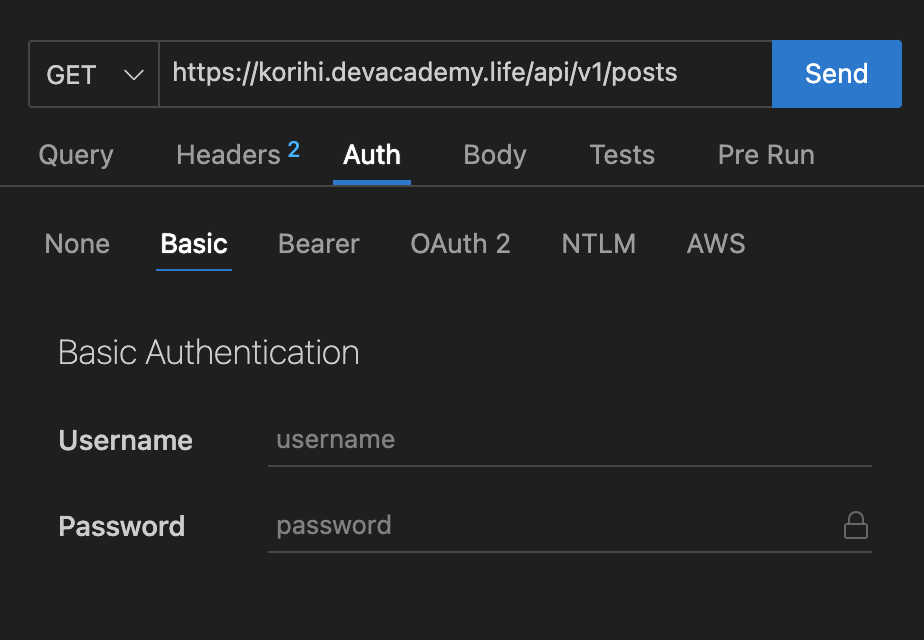 GET https://korihi.devacademy.life/api/v1/posts Send
Query Headers 2 Auth Body Tests Pre Run
None Basic Bearer OAuth 2 NTLM AWS
Basic Authentication
Username username
Password password